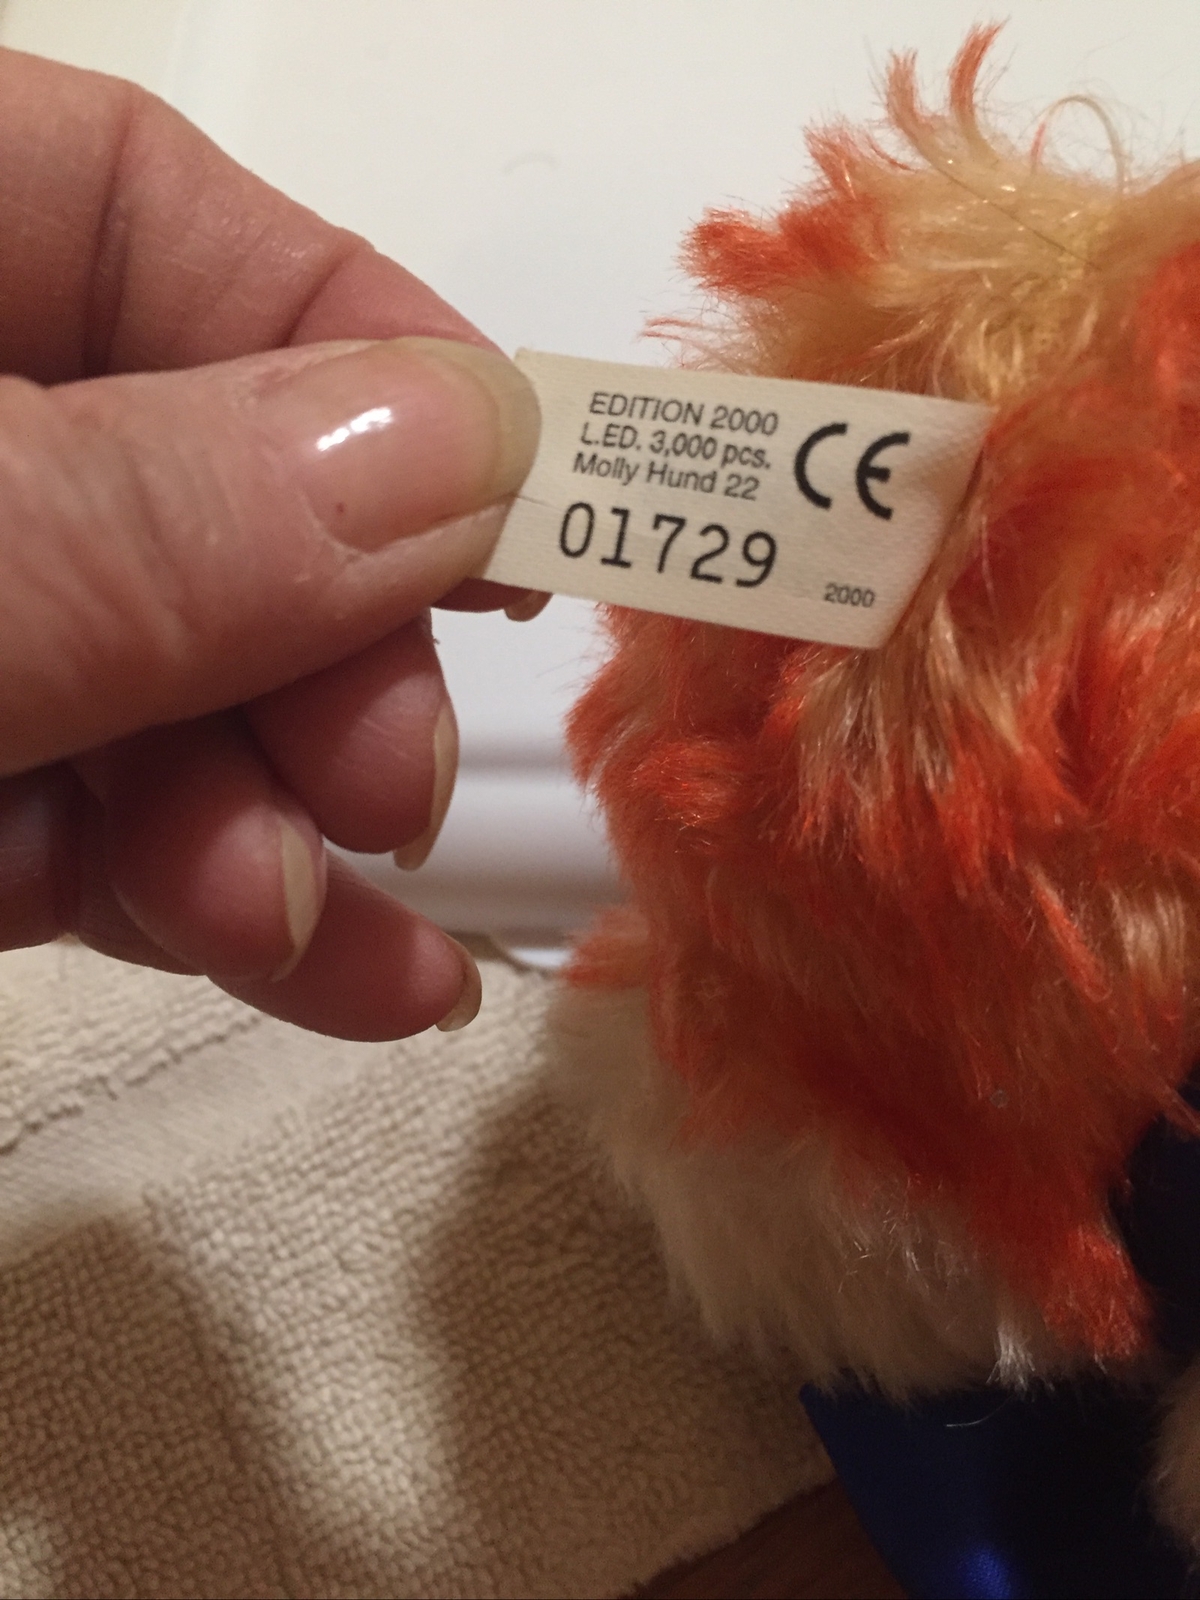 EDITION 2000
L.ED. 3,000 pcs.
Molly Hund 22
CE
01729
2000